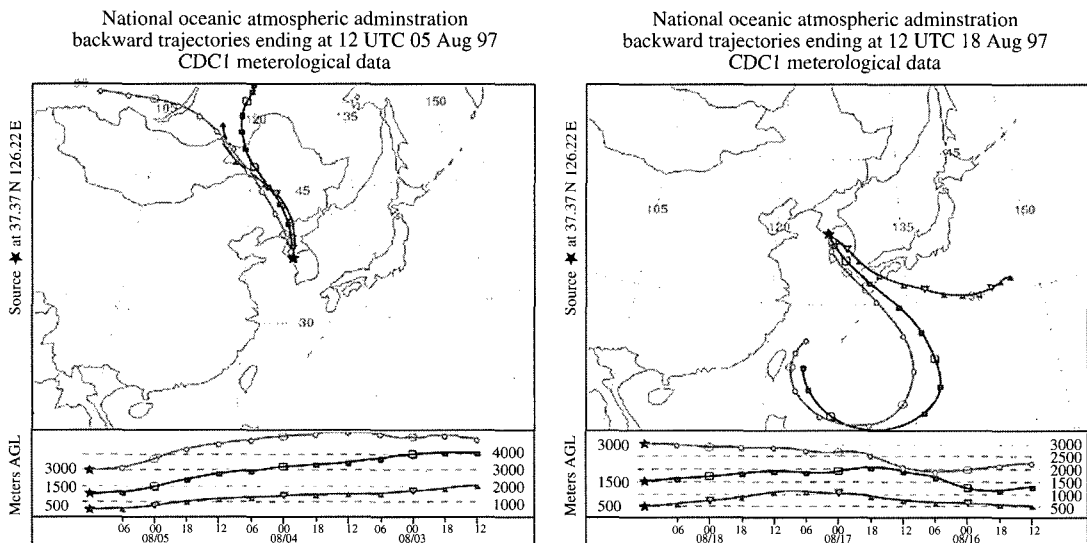 National oceanic atmospheric adminstration
backward trajectories ending at 12 UTC 05 Aug 97
CDC1 meterological data
Source ★ at 37.37 N 126.22 E
105
120
135
150
45
30
Meters AGL
3000
1500
500
4000
3000
2000
1000
06 00 18 12 06 00 18 12 06 00 18 12
08/05 08/04 08/03
National oceanic atmospheric adminstration
backward trajectories ending at 12 UTC 18 Aug 97
CDC1 meterological data
Source ★ at 37.37 N 126.22 E
105
120
135
150
45
Meters AGL
3000
1500
500
3000
2500
2000
1500
1000
500
06 00 18 12 06 00 18 12 06 00 18 12
08/18 08/17 08/16